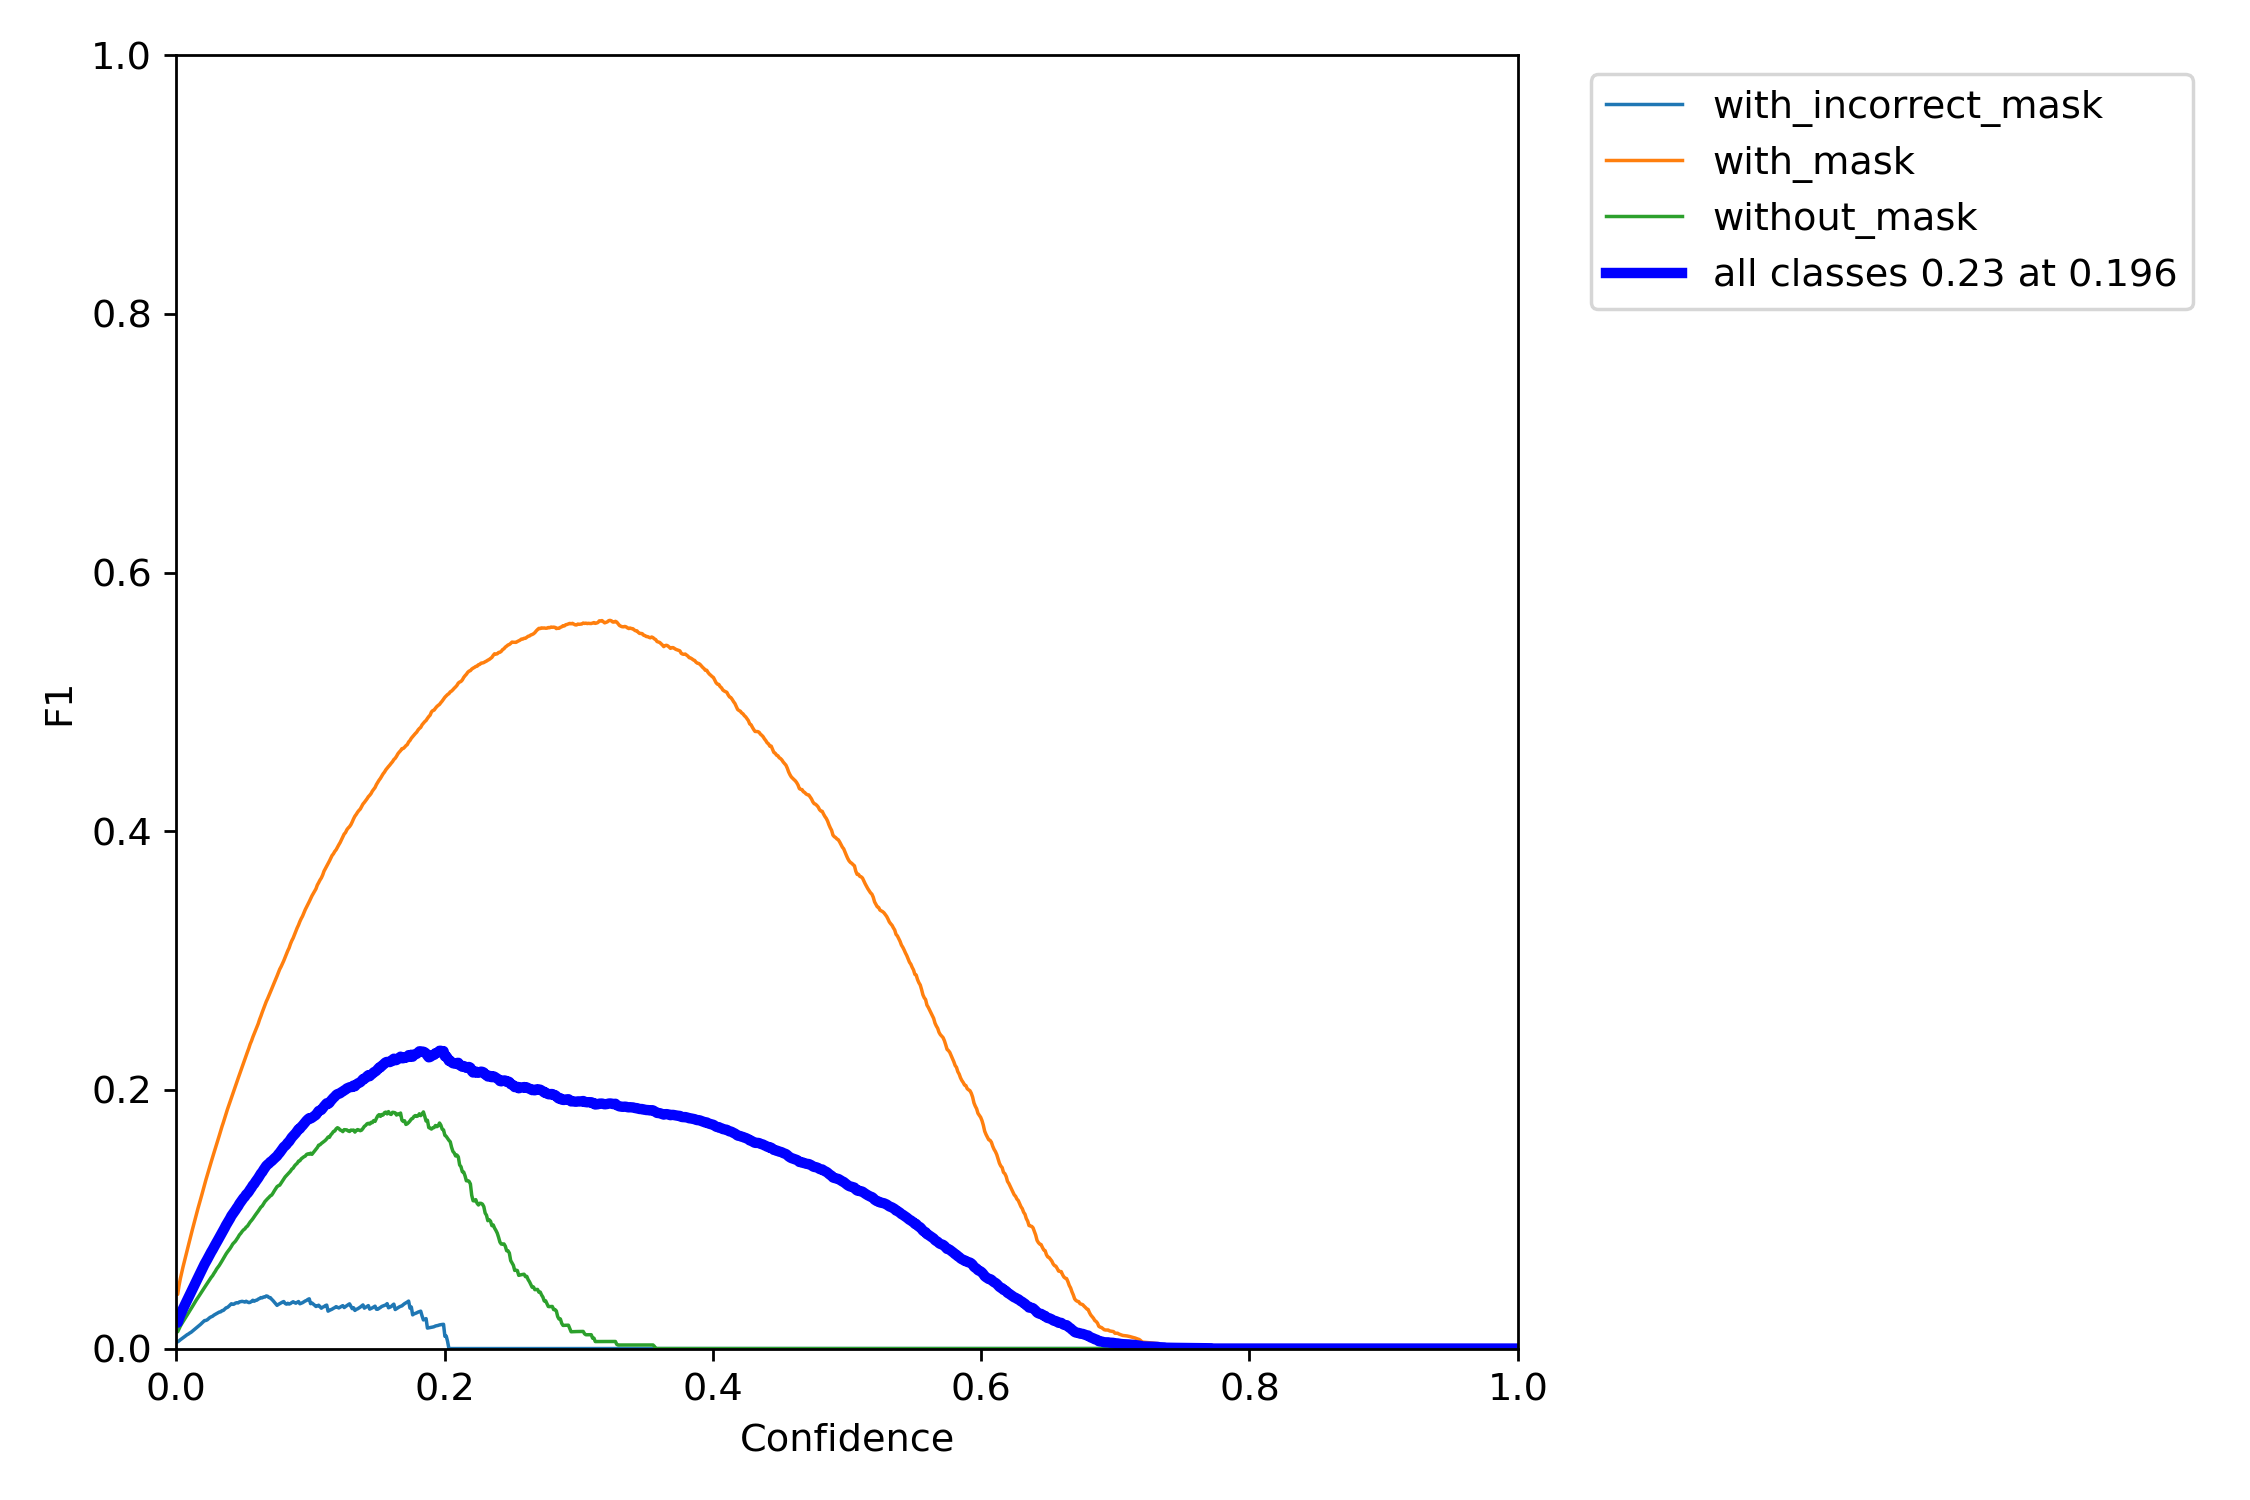 1.0
0.8
0.6
0.4
0.2
0.0
F1
0.0 0.2 0.4 0.6 0.8 1.0
Confidence
with_incorrect_mask
with_mask
without_mask
all classes 0.23 at 0.196